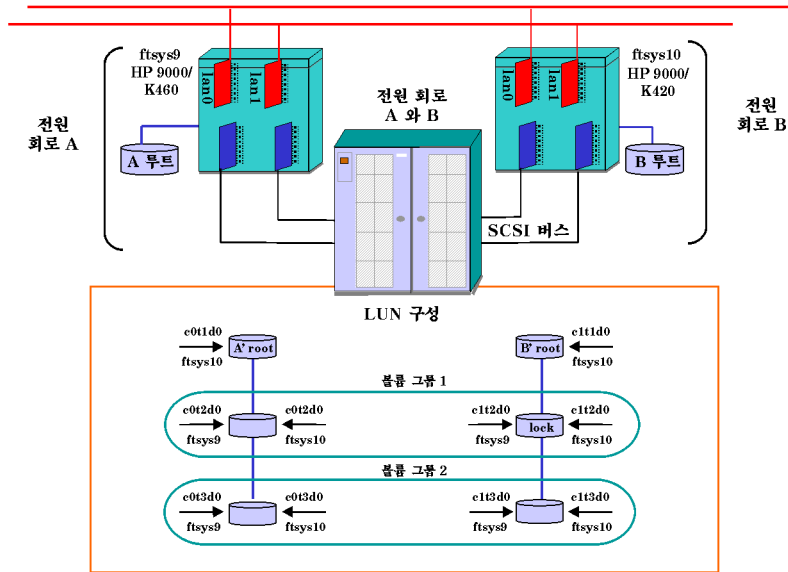 ftsys9
HP 9000/
K460
lan0
lan1
전원
회로 A
A 루트
전원 회로
A 와 B
lan0
lan1
ftsys10
HP 9000/
K420
전원
회로 B
B 루트
SCSI 버스
LUN 구성
c0t1d0
ftsys10
A' root
B' root
c1t1d0
ftsys10
볼륨 그룹 1
c0t2d0
ftsys9
c0t2d0
ftsys10
c1t2d0
ftsys9
lock
c1t2d0
ftsys10
볼륨 그룹 2
c0t3d0
ftsys9
c0t3d0
ftsys10
c1t3d0
ftsys9
c1t3d0
ftsys10